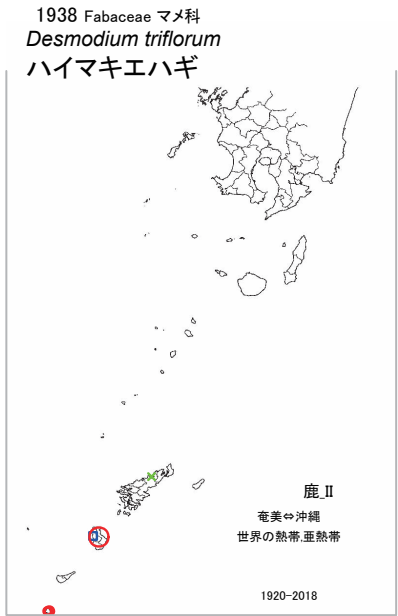 1938 Fabaceae マメ科
Desmodium triflorum
ハイマキエハギ
鹿_II
奄美⇔沖縄
世界の熱帯,亜熱帯
1920-2018